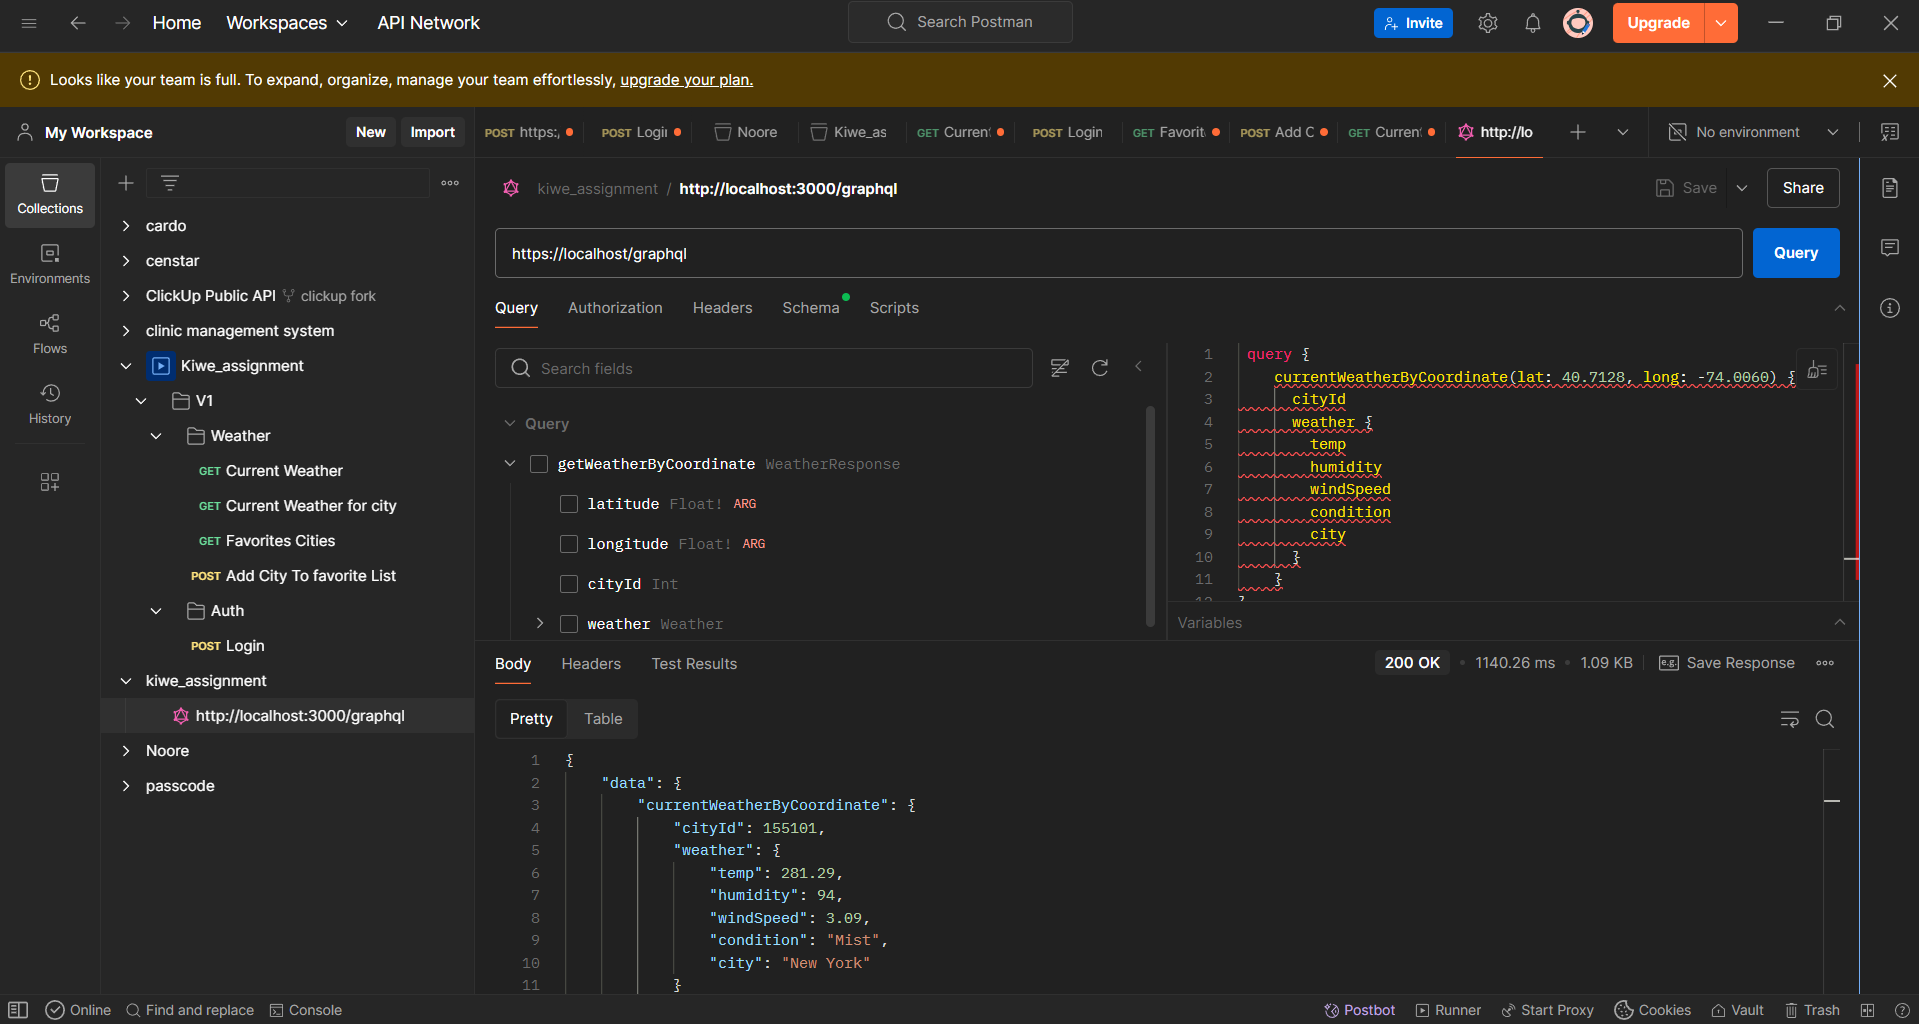 Home Workspaces API Network Search Postman Invite Upgrade
Looks like your team is full. To expand, organize, manage your team effortlessly, upgrade your plan.
My Workspace New Import
POST https:, POST Logi Noore Kiwe_as GET Current POST Login GET Favorit POST Add C GET Current http://lo No environment
Collections
Environments
Flows
History
cardo
censtar
ClickUp Public API clickup fork
clinic management system
Kiwe_assignment
V1
Weather
GET Current Weather
GET Current Weather for city
GET Favorites Cities
POST Add City To favorite List
Auth
POST Login
kiwe_assignment
http://localhost:3000/graphql
Noore
passcode
kiwe_assignment / http://localhost:3000/graphql Save Share
https://localhost/graphql Query
Query Authorization Headers Schema Scripts
Search fields
Query
getWeatherByCoordinate WeatherResponse
latitude Float! ARG
longitude Float! ARG
cityId Int
weather Weather
1 query {
2 currentWeatherByCoordinate(lat: 40.7128, long: -74.0060) {
3 cityId
4 weather {
5 temp
6 humidity
7 windSpeed
8 condition
9 city
10 }
11 }
Variables
Body Headers Test Results 200 OK 1140.26 ms 1.09 KB e.g. Save Response
Pretty Table
1 {
2 "data": {
3 "currentWeatherByCoordinate": {
4 "cityId": 155101,
5 "weather": {
6 "temp": 281.29,
7 "humidity": 94,
8 "windSpeed": 3.09,
9 "condition": "Mist",
10 "city": "New York"
11 }
Online Find and replace Console Postbot Runner Start Proxy Cookies Vault Trash